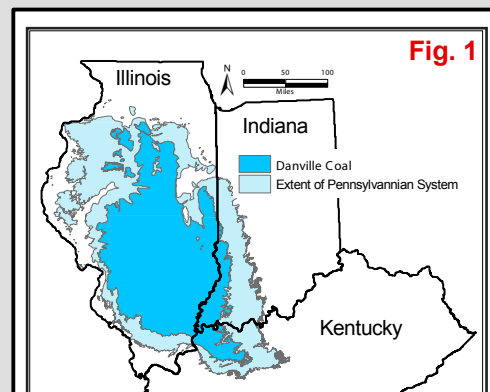 Fig. 1
Illinois
N
0 50 100
Miles
Indiana
Danville Coal
Extent of Pennsylvannian System
Kentucky